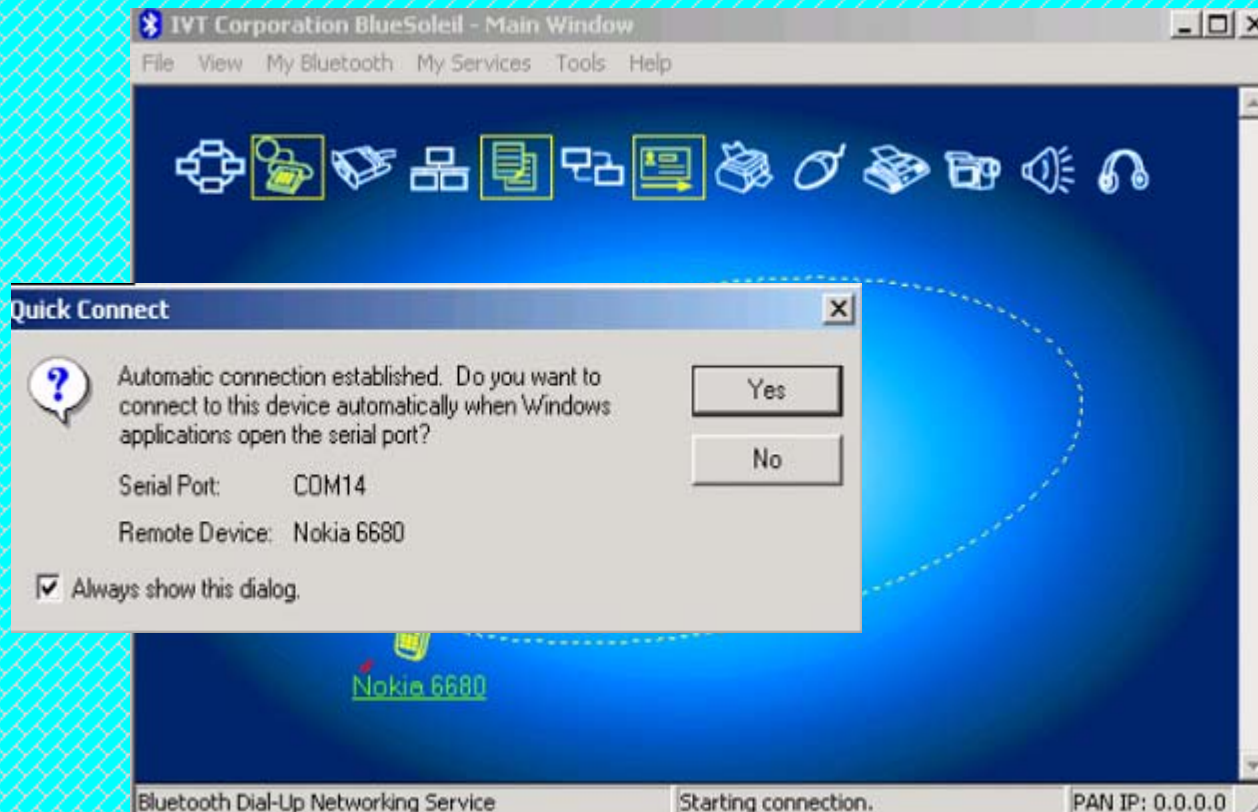 IVT Corporation BlueSoleil - Main Window
File View My Bluetooth My Services Tools Help
Quick Connect
Automatic connection established. Do you want to
connect to this device automatically when Windows
applications open the serial port?
Yes
No
Serial Port: COM14
Remote Device: Nokia 6680
Always show this dialog.
Nokia 6680
Bluetooth Dial-Up Networking Service Starting connection. PAN IP: 0.0.0.0